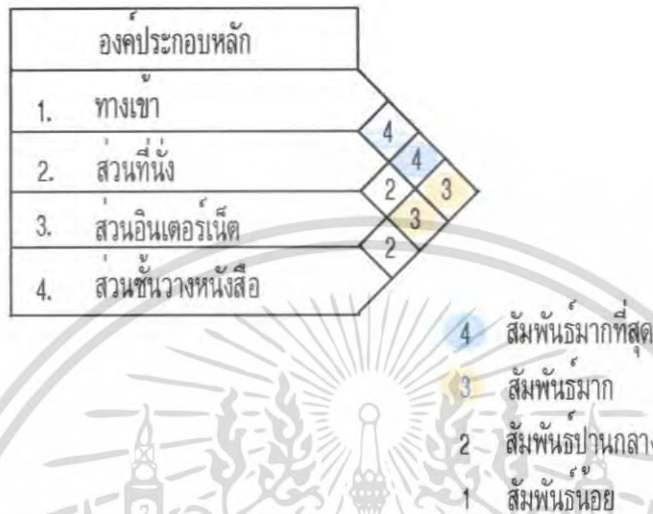 องค์ประกอบหลัก
1. ทางเข้า
2. ส่วนที่นั่ง
3. ส่วนอินเตอร์เน็ต
4. ส่วนชั้นวางหนังสือ
4
4
3
2
3
2
4 สัมพันธ์มากที่สุด
3 สัมพันธ์มาก
2 สัมพันธ์ปานกลาง
1 สัมพันธ์น้อย